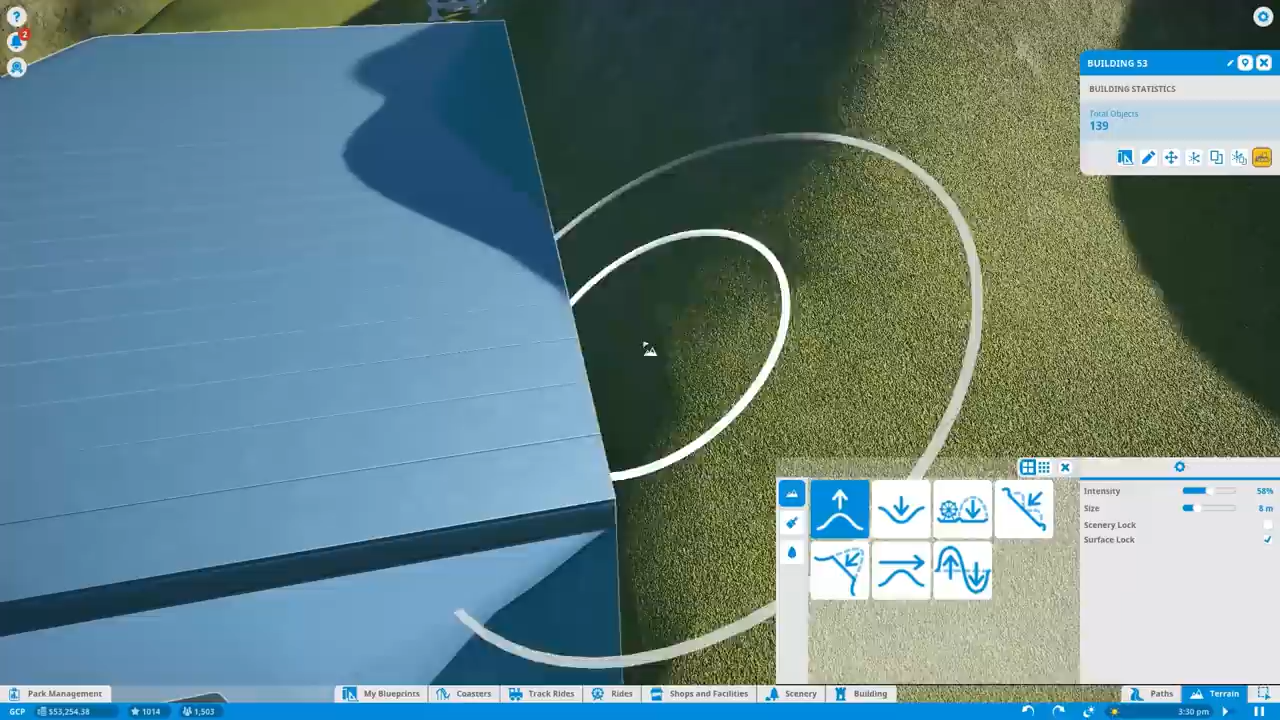 ?
2
BUILDING 53
BUILDING STATISTICS
Total Objects
139
Intensity 58%
Size 8 m
Scenery Lock
Surface Lock
Park Management My Blueprints Coasters Track Rides Rides Shops and Facilities Scenery Building Paths Terrain
GCP $53,254.38 1014 1,503 3:30 pm